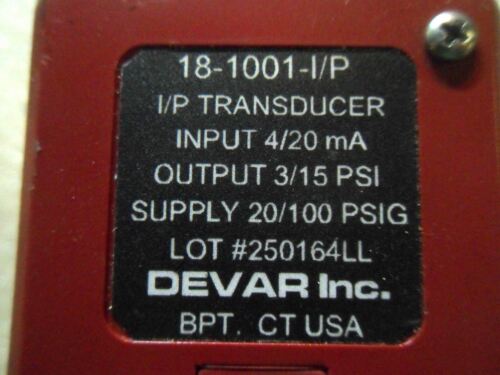 18-1001-I/P
I/P TRANSDUCER
INPUT 4/20 mA
OUTPUT 3/15 PSI
SUPPLY 20/100 PSIG
LOT #250164LL
DEVAR Inc.
BPT. CT USA